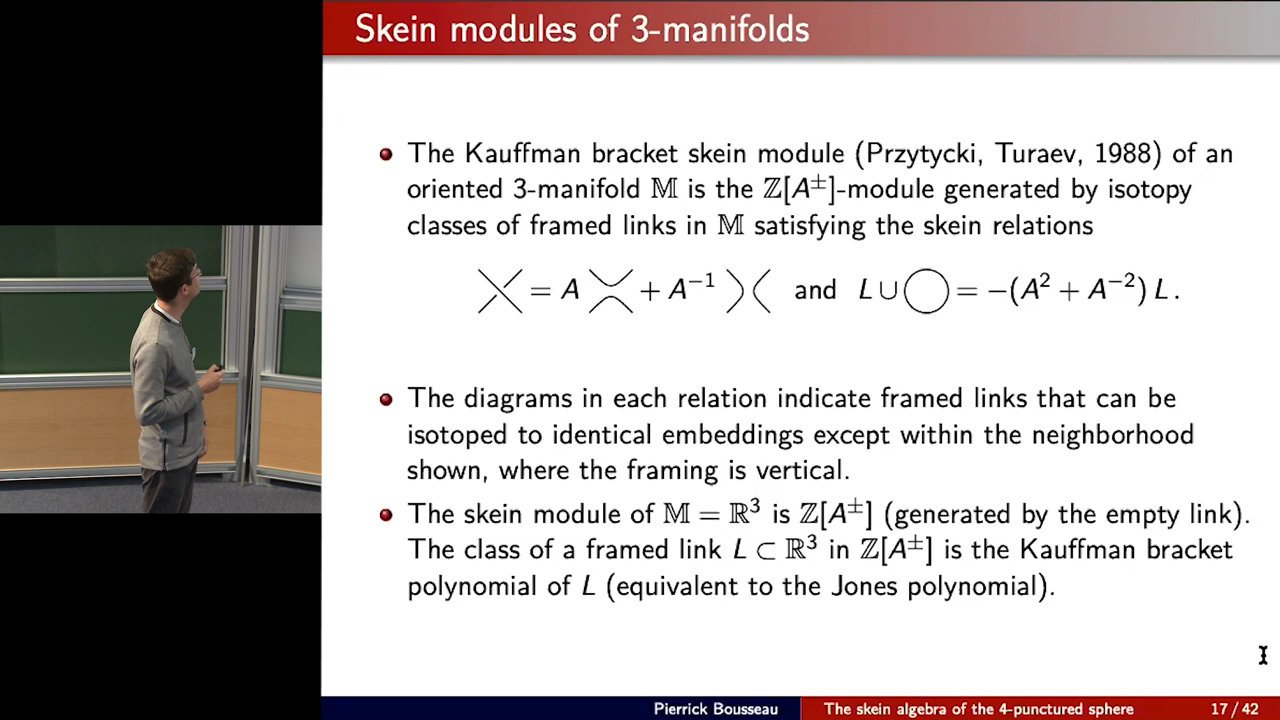 Skein modules of 3-manifolds
The Kauffman bracket skein module (Przytycki, Turaev, 1988) of an
oriented 3-manifold 𝕄 is the ℤ[A^±]-module generated by isotopy
classes of framed links in 𝕄 satisfying the skein relations
= A + A⁻¹ and L ∪ = −(A² + A⁻²) L .
The diagrams in each relation indicate framed links that can be
isotoped to identical embeddings except within the neighborhood
shown, where the framing is vertical.
The skein module of 𝕄 = ℝ³ is ℤ[A^±] (generated by the empty link).
The class of a framed link L ⊂ ℝ³ in ℤ[A^±] is the Kauffman bracket
polynomial of L (equivalent to the Jones polynomial).
Pierrick Bousseau The skein algebra of the 4-punctured sphere 17 / 42